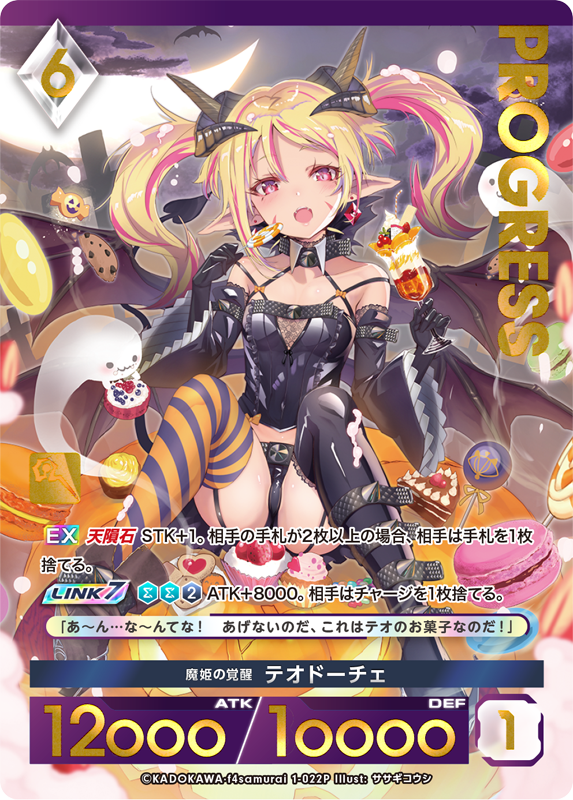 6
PROGRESS
EX 天隕石 STK+1。相手の手札が2枚以上の場合、相手は手札を1枚
捨てる。
LINK 7 Σ Σ 2 ATK+8000。相手はチャージを1枚捨てる。
「あ〜ん…な〜んてな！　あげないのだ、これはテオのお菓子なのだ！」
魔姫の覚醒 テオドーチェ
ATK DEF
12000/10000 1
©KADOKAWA-f4samurai 1-022P Illust: ササギコウシ